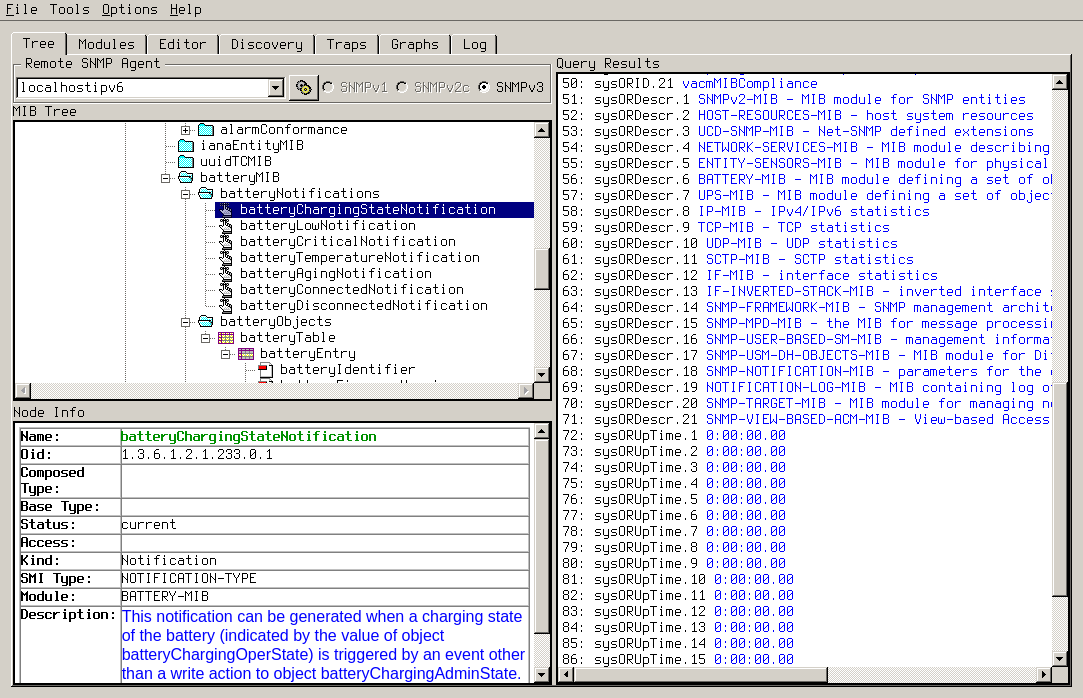 File Tools Options Help
Tree Modules Editor Discovery Traps Graphs Log
Remote SNMP Agent
localhostipv6 SNMPv1 SNMPv2c SNMPv3
MIB Tree
alarmConformance
ianaEntityMIB
uuidTCMIB
batteryMIB
batteryNotifications
batteryChargingStateNotification
batteryLowNotification
batteryCriticalNotification
batteryTemperatureNotification
batteryAgingNotification
batteryConnectedNotification
batteryDisconnectedNotification
batteryObjects
batteryTable
batteryEntry
batteryIdentifier
Node Info
Name: batteryChargingStateNotification
Oid: 1.3.6.1.2.1.233.0.1
Composed
Type:
Base Type:
Status: current
Access:
Kind: Notification
SMI Type: NOTIFICATION-TYPE
Module: BATTERY-MIB
Description: This notification can be generated when a charging state
of the battery (indicated by the value of object
batteryChargingOperState) is triggered by an event other
than a write action to object batteryChargingAdminState.
Query Results
50: sysORID.21 vacmMIBCompliance
51: sysORDescr.1 SNMPv2-MIB - MIB module for SNMP entities
52: sysORDescr.2 HOST-RESOURCES-MIB - host system resources
53: sysORDescr.3 UCD-SNMP-MIB - Net-SNMP defined extensions
54: sysORDescr.4 NETWORK-SERVICES-MIB - MIB module describing
55: sysORDescr.5 ENTITY-SENSORS-MIB - MIB module for physical
56: sysORDescr.6 BATTERY-MIB - MIB module defining a set of
57: sysORDescr.7 UPS-MIB - MIB module defining a set of objec
58: sysORDescr.8 IP-MIB - IPv4/IPv6 statistics
59: sysORDescr.9 TCP-MIB - TCP statistics
60: sysORDescr.10 UDP-MIB - UDP statistics
61: sysORDescr.11 SCTP-MIB - SCTP statistics
62: sysORDescr.12 IF-MIB - interface statistics
63: sysORDescr.13 IF-INVERTED-STACK-MIB - inverted interface
64: sysORDescr.14 SNMP-FRAMEWORK-MIB - SNMP management archit
65: sysORDescr.15 SNMP-MPD-MIB - the MIB for message processin
66: sysORDescr.16 SNMP-USER-BASED-SM-MIB - management informa
67: sysORDescr.17 SNMP-USM-DH-OBJECTS-MIB - MIB module for Di
68: sysORDescr.18 SNMP-NOTIFICATION-MIB - parameters for the
69: sysORDescr.19 NOTIFICATION-LOG-MIB - MIB containing log
70: sysORDescr.20 SNMP-TARGET-MIB - MIB module for managing
71: sysORDescr.21 SNMP-VIEW-BASED-ACM-MIB - View-based Access
72: sysORUpTime.1 0:00:00.00
73: sysORUpTime.2 0:00:00.00
74: sysORUpTime.3 0:00:00.00
75: sysORUpTime.4 0:00:00.00
76: sysORUpTime.5 0:00:00.00
77: sysORUpTime.6 0:00:00.00
78: sysORUpTime.7 0:00:00.00
79: sysORUpTime.8 0:00:00.00
80: sysORUpTime.9 0:00:00.00
81: sysORUpTime.10 0:00:00.00
82: sysORUpTime.11 0:00:00.00
83: sysORUpTime.12 0:00:00.00
84: sysORUpTime.13 0:00:00.00
85: sysORUpTime.14 0:00:00.00
86: sysORUpTime.15 0:00:00.00